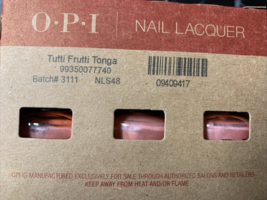 O·P·I NAIL LACQUER
Tutti Frutti Tonga
99350077740
Batch# 3111 NLS48 09409417
OPI © MANUFACTURED EXCLUSIVELY FOR SALE THROUGH AUTHORIZED SALONS AND RETAILERS
KEEP AWAY FROM HEAT AND/OR FLAME